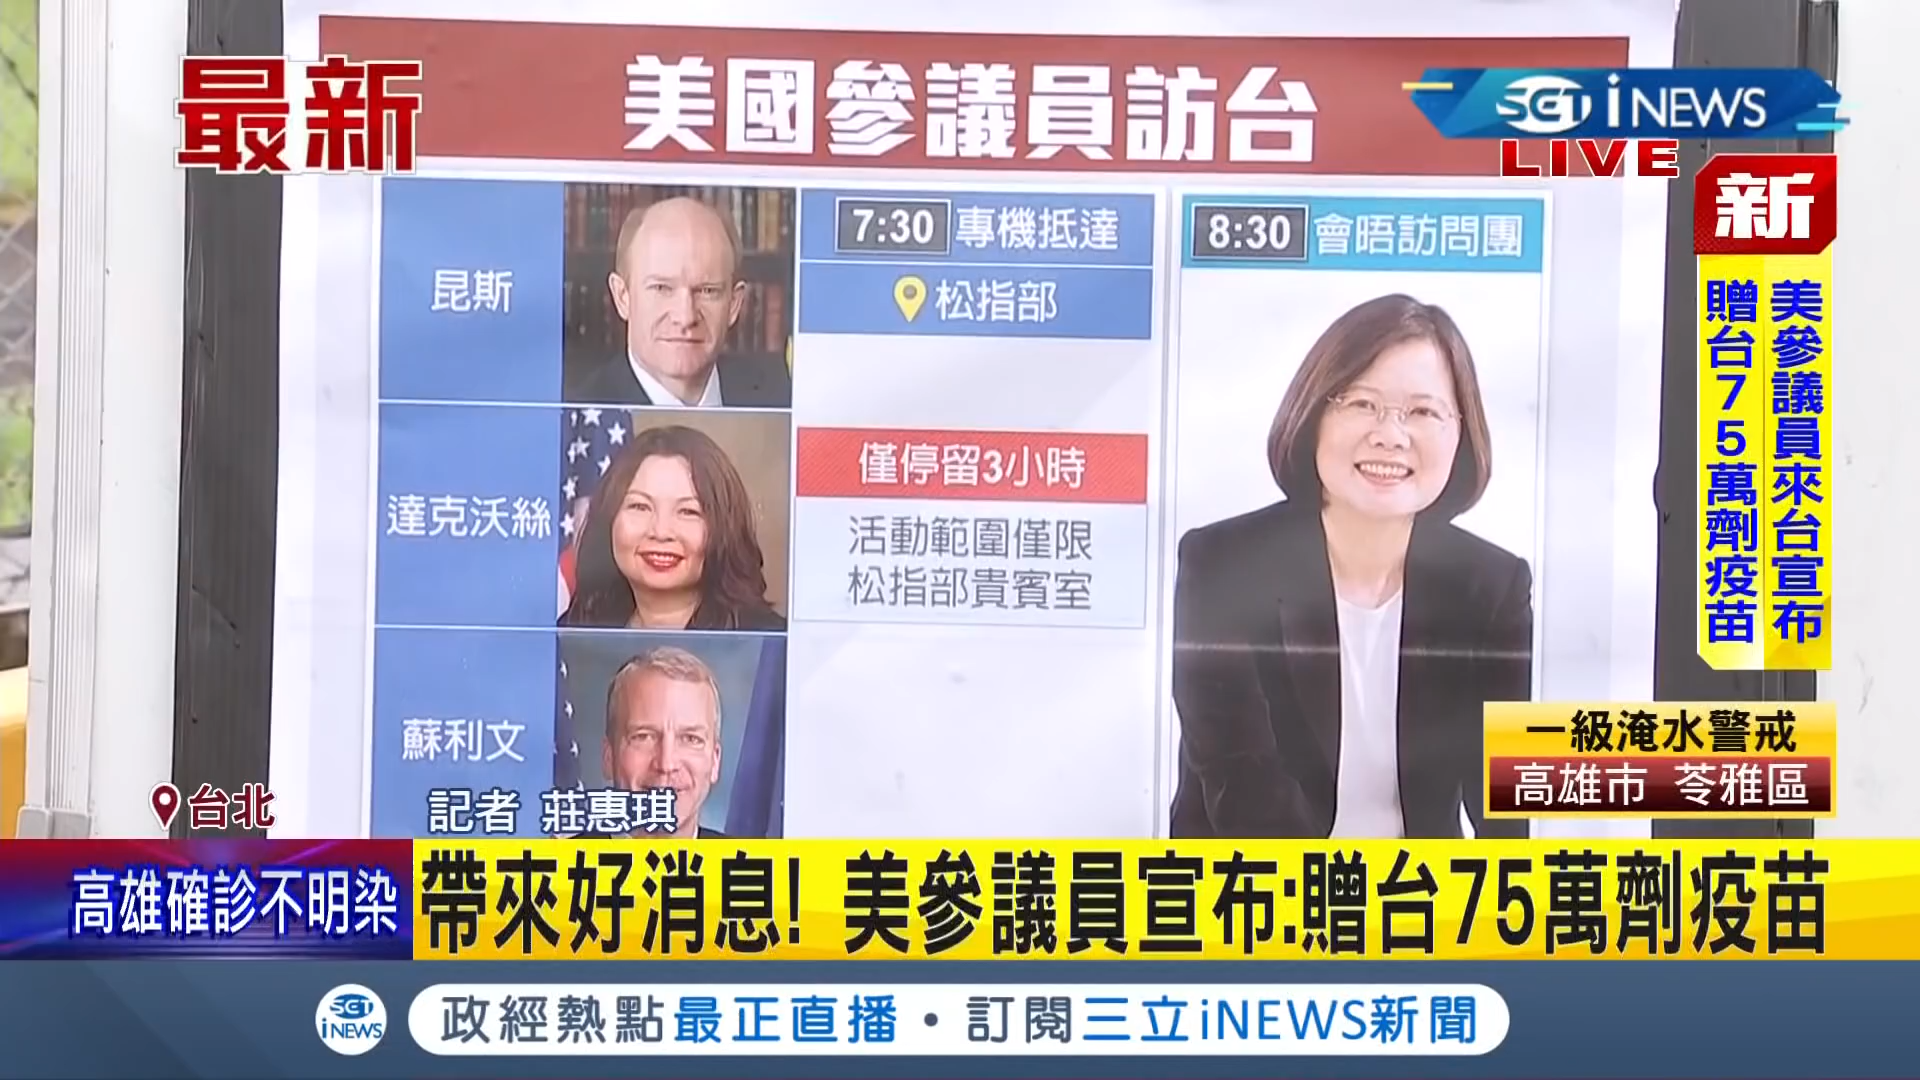 最新
美國參議員訪台
SET iNEWS
LIVE
新
美參議員來台宣布
贈台75萬劑疫苗
昆斯
7:30 專機抵達
松指部
8:30 會晤訪問團
達克沃絲
僅停留3小時
活動範圍僅限
松指部貴賓室
蘇利文
一級淹水警戒
高雄市 苓雅區
台北
記者 莊惠琪
高雄確診不明染
帶來好消息! 美參議員宣布:贈台75萬劑疫苗
SET iNEWS
政經熱點最正直播・訂閱三立iNEWS新聞